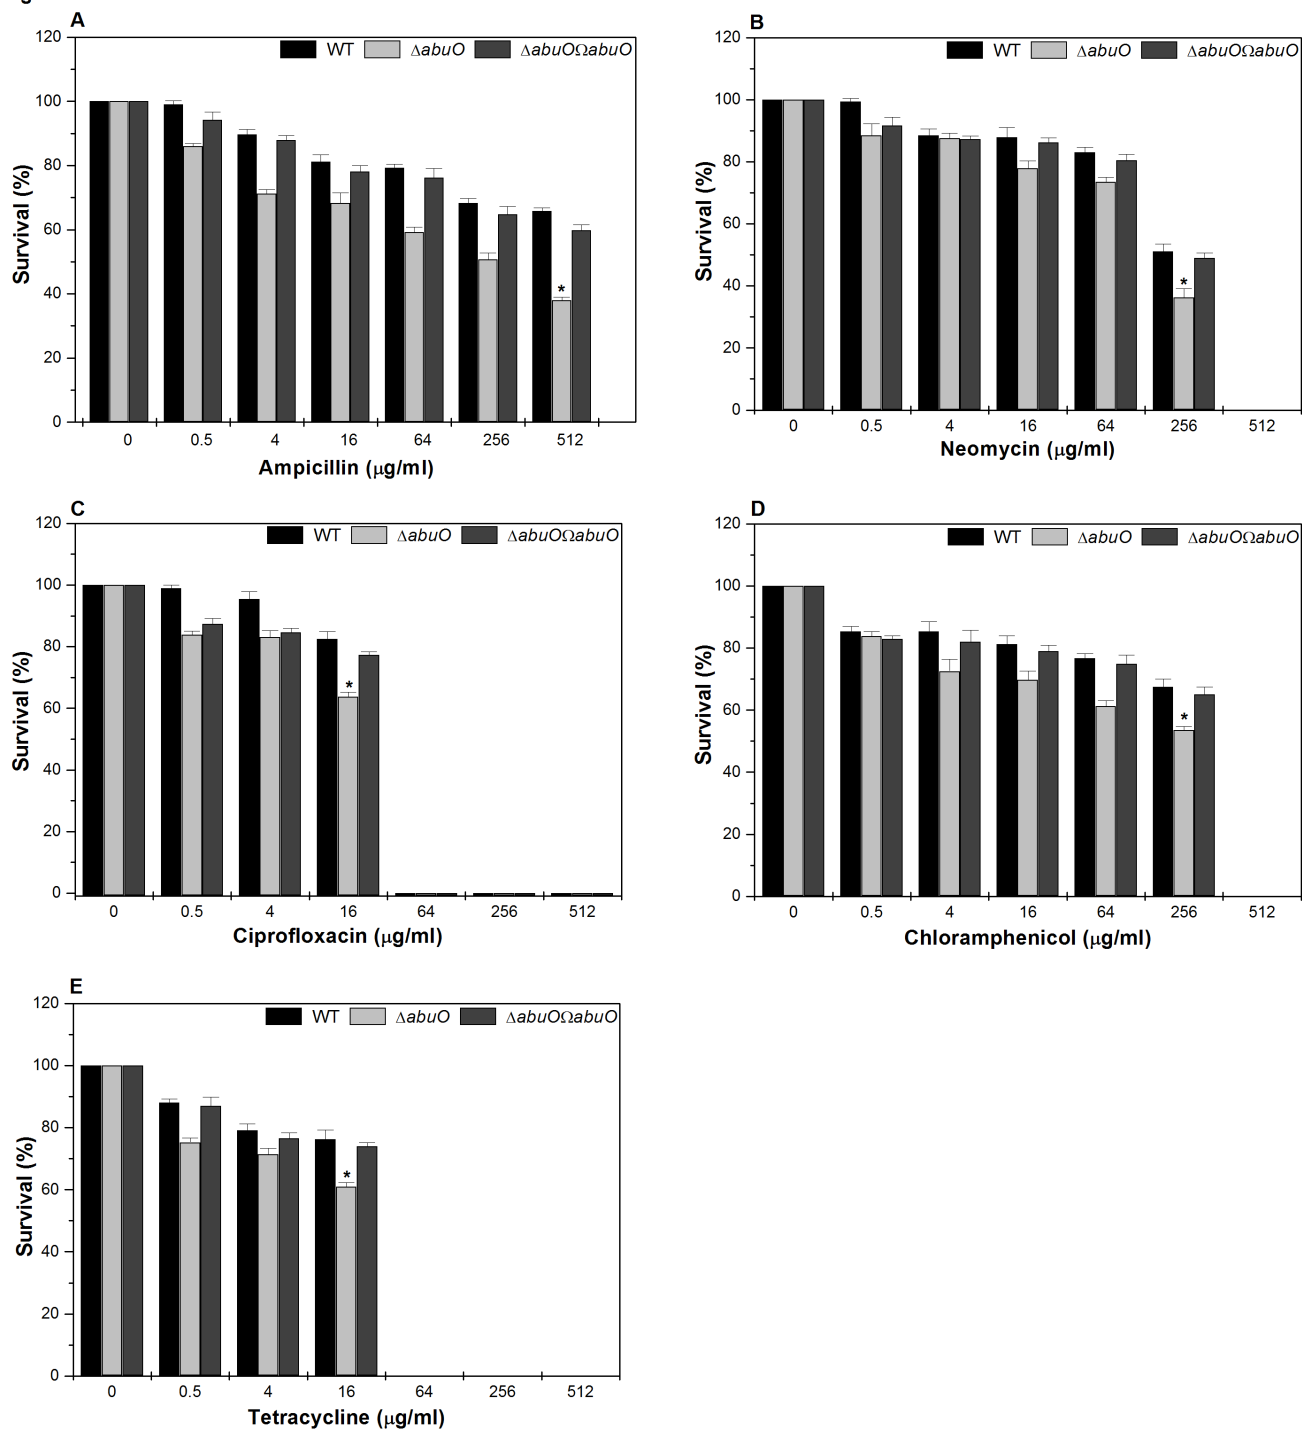 A
120
100
80
60
40
20
0
Survival (%)
WT ΔabuO ΔabuOΩabuO
*
0 0.5 4 16 64 256 512
Ampicillin (μg/ml)
B
120
100
80
60
40
20
0
Survival (%)
WT ΔabuO ΔabuOΩabuO
*
0 0.5 4 16 64 256 512
Neomycin (μg/ml)
C
120
100
80
60
40
20
0
Survival (%)
WT ΔabuO ΔabuOΩabuO
*
0 0.5 4 16 64 256 512
Ciprofloxacin (μg/ml)
D
120
100
80
60
40
20
0
Survival (%)
WT ΔabuO ΔabuOΩabuO
*
0 0.5 4 16 64 256 512
Chloramphenicol (μg/ml)
E
120
100
80
60
40
20
0
Survival (%)
WT ΔabuO ΔabuOΩabuO
*
0 0.5 4 16 64 256 512
Tetracycline (μg/ml)